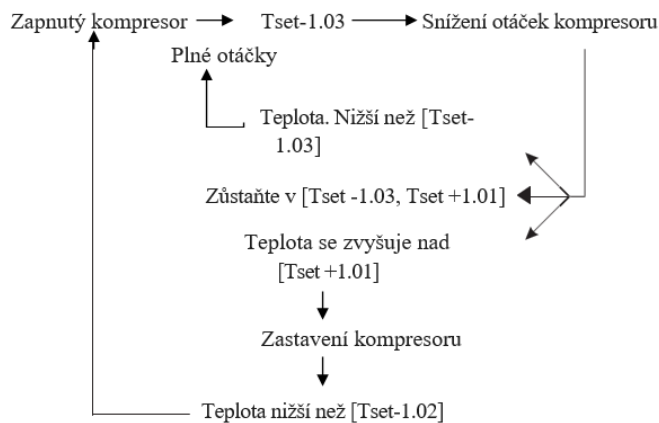 Zapnutý kompresor Tset-1.03 Snížení otáček kompresoru
Plné otáčky
Teplota. Nižší než [Tset-
1.03]
Zůstaňte v [Tset -1.03, Tset +1.01]
Teplota se zvyšuje nad
[Tset +1.01]
Zastavení kompresoru
Teplota nižší než [Tset-1.02]